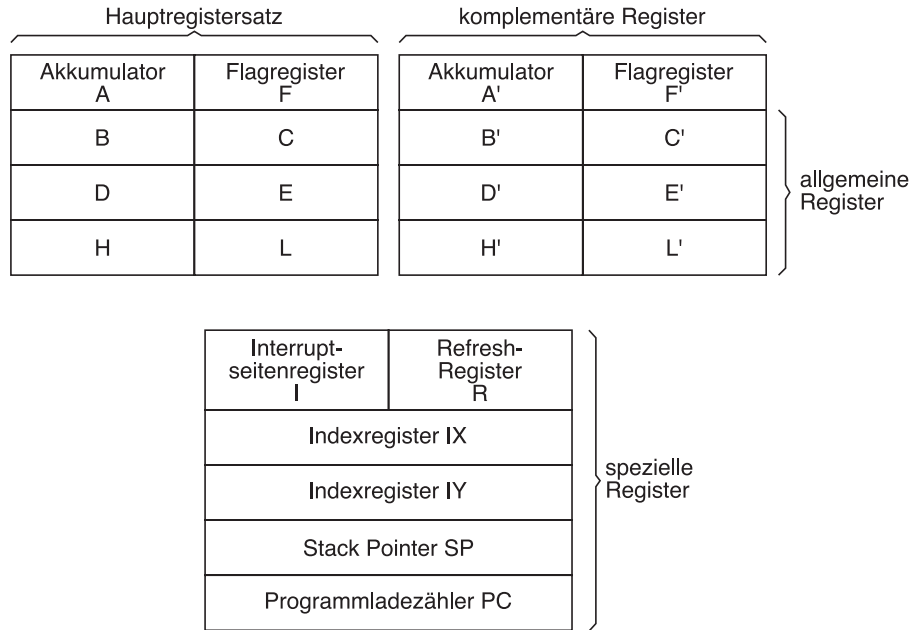 Hauptregistersatz
komplementäre Register
Akkumulator
A
Flagregister
F
Akkumulator
A'
Flagregister
F'
B
C
B'
C'
D
E
D'
E'
H
L
H'
L'
allgemeine
Register
Interrupt-
seitenregister
I
Refresh-
Register
R
Indexregister IX
Indexregister IY
Stack Pointer SP
Programmladezähler PC
spezielle
Register